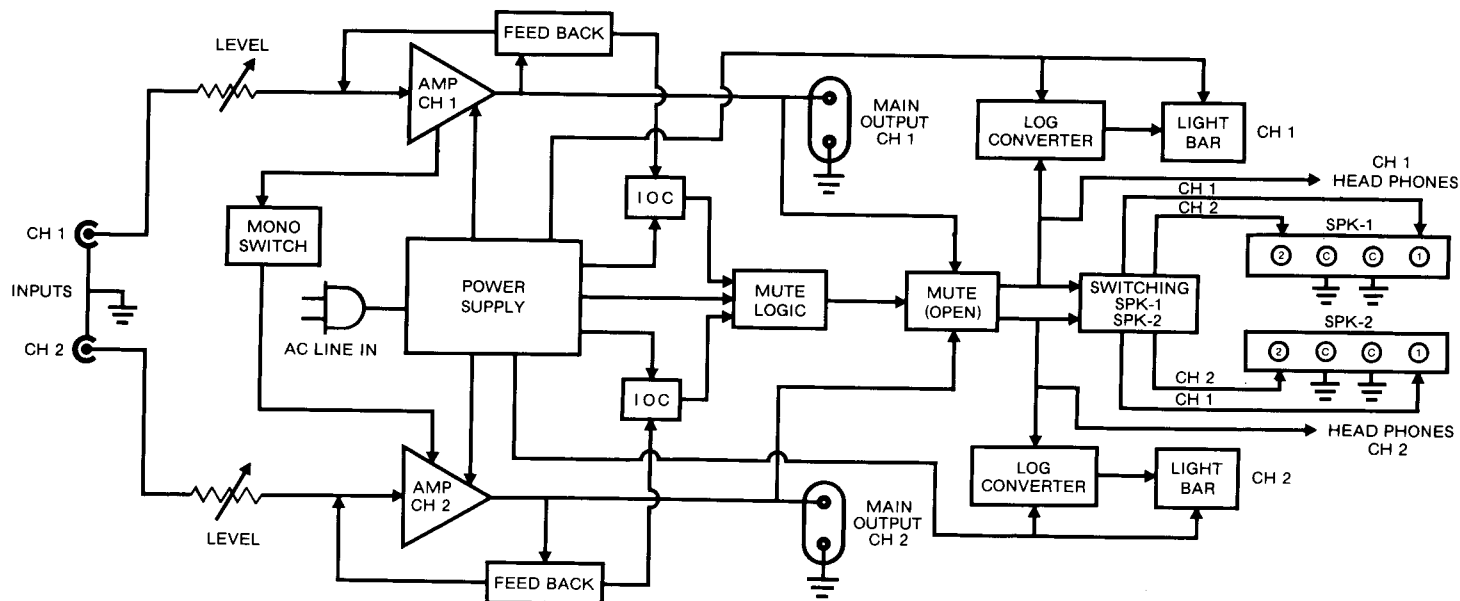 FEED BACK
LEVEL
AMP
CH 1
MAIN
OUTPUT
CH 1
LOG
CONVERTER
LIGHT
BAR
CH 1
CH 1
HEAD PHONES
IOC
CH 1
CH 2
MONO
SWITCH
CH 1
SPK-1
2 C C 1
INPUTS
POWER
SUPPLY
MUTE
LOGIC
MUTE
(OPEN)
SWITCHING
SPK-1
SPK-2
SPK-2
2 C C 1
CH 2
AC LINE IN
CH 2
CH 1
IOC
HEAD PHONES
CH 2
AMP
CH 2
LOG
CONVERTER
LIGHT
BAR
CH 2
LEVEL
MAIN
OUTPUT
CH 2
FEED BACK